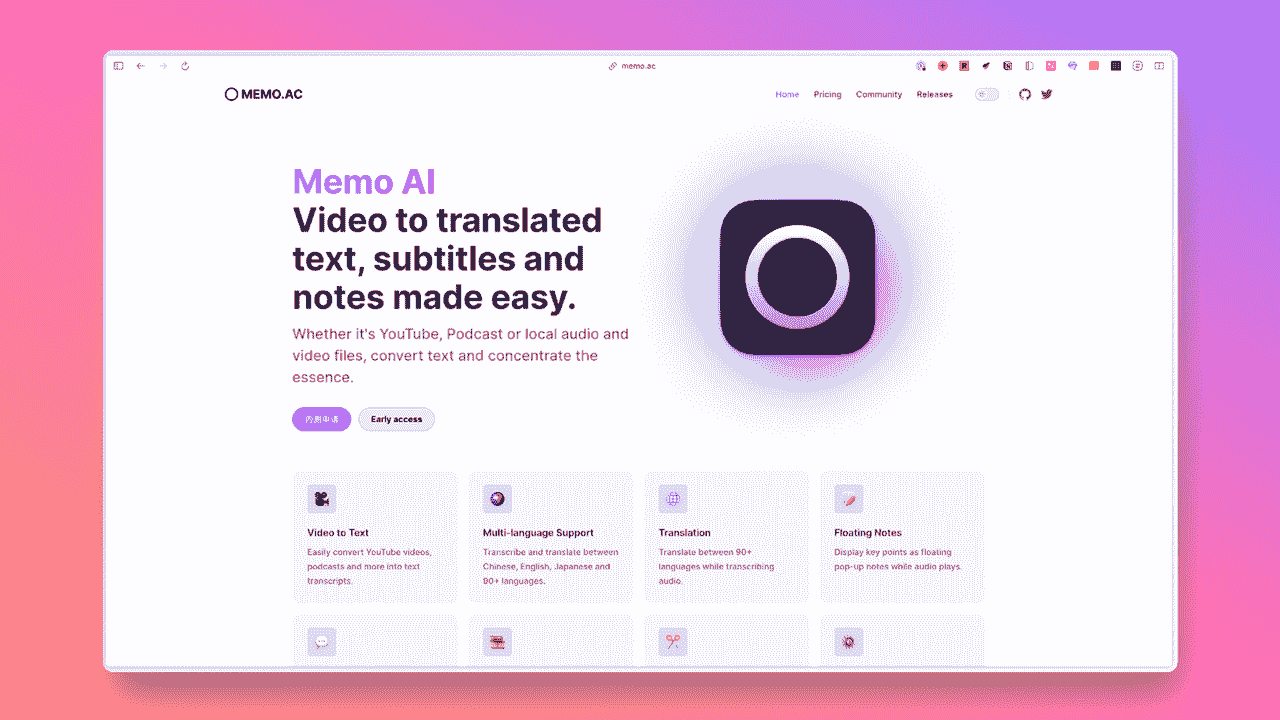 memo.ac
MEMO.AC
Home
Pricing
Community
Releases
Memo AI
Video to translated
text, subtitles and
notes made easy.
Whether it's YouTube, Podcast or local audio and
video files, convert text and concentrate the
essence.
内测申请
Early access
Video to Text
Easily convert YouTube videos,
podcasts and more into text
transcripts.
Multi-language Support
Transcribe and translate between
Chinese, English, Japanese and
90+ languages.
Translation
Translate between 90+
languages while transcribing
audio.
Floating Notes
Display key points as floating
pop-up notes while audio plays.